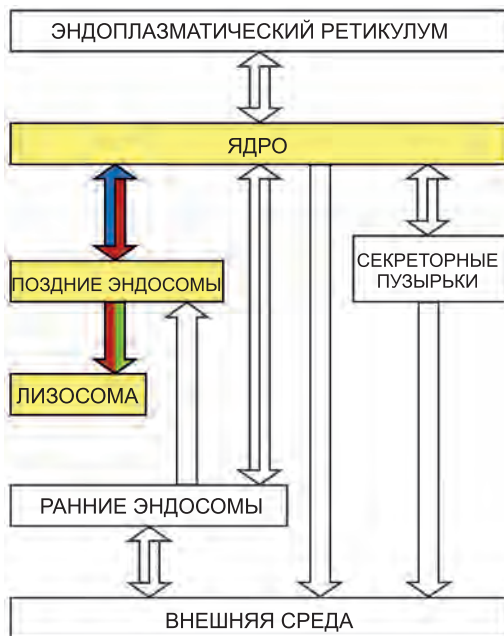 ЭНДОПЛАЗМАТИЧЕСКИЙ РЕТИКУЛУМ
ЯДРО
ПОЗДНИЕ ЭНДОСОМЫ
СЕКРЕТОРНЫЕ
ПУЗЫРЬКИ
ЛИЗОСОМА
РАННИЕ ЭНДОСОМЫ
ВНЕШНЯЯ СРЕДА